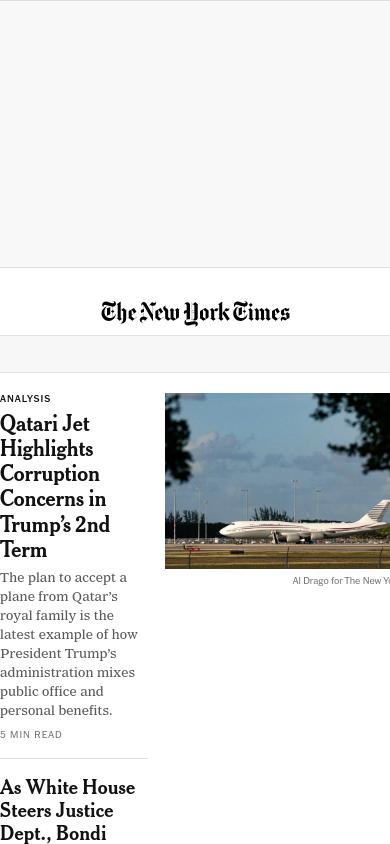 The New York Times
ANALYSIS
Qatari Jet
Highlights
Corruption
Concerns in
Trump’s 2nd
Term
The plan to accept a
plane from Qatar’s
royal family is the
latest example of how
President Trump’s
administration mixes
public office and
personal benefits.
5 MIN READ
Al Drago for The New Yo
As White House
Steers Justice
Dept., Bondi